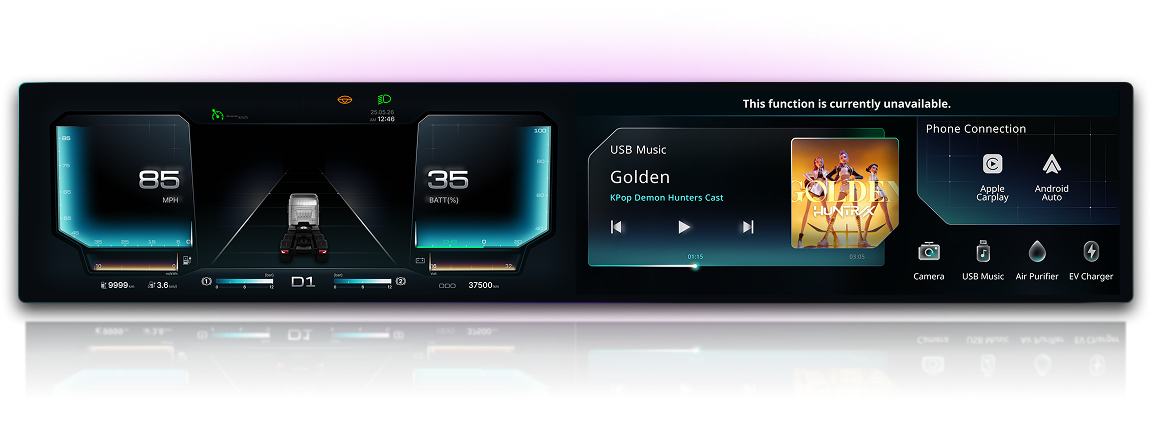 25.05.26
AM 12:46
85
MPH
35
BATT(%)
100
D1
9999 km
3.6
37500 km
This function is currently unavailable.
USB Music
Golden
KPop Demon Hunters Cast
01:15
03:05
GOLDEN
HUNTR/X
Phone Connection
Apple
Carplay
Android
Auto
Camera
USB Music
Air Purifier
EV Charger